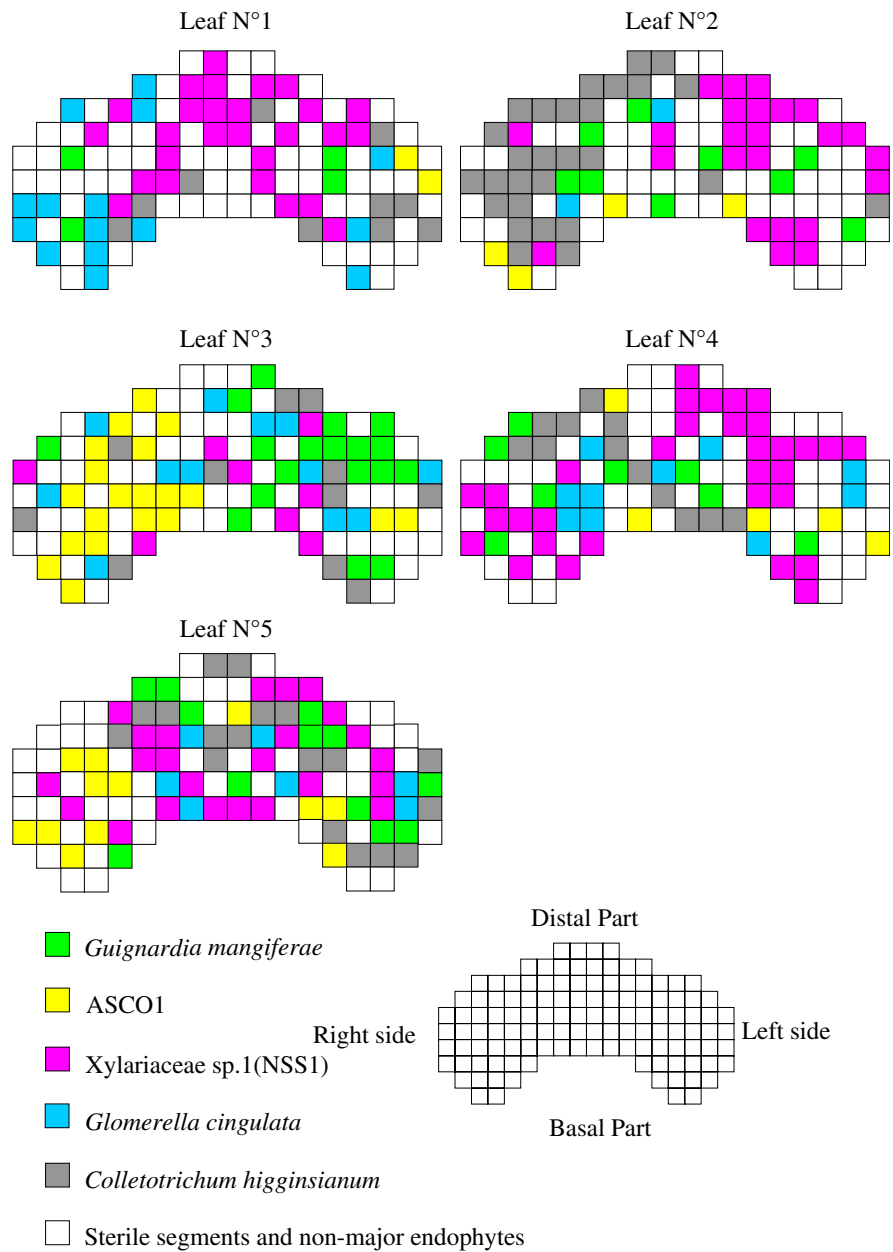 Leaf N°1
Leaf N°2
Leaf N°3
Leaf N°4
Leaf N°5
Guignardia mangiferae
ASCO1
Xylariaceae sp.1(NSS1)
Glomerella cingulata
Colletotrichum higginsianum
Sterile segments and non-major endophytes
Distal Part
Right side
Left side
Basal Part